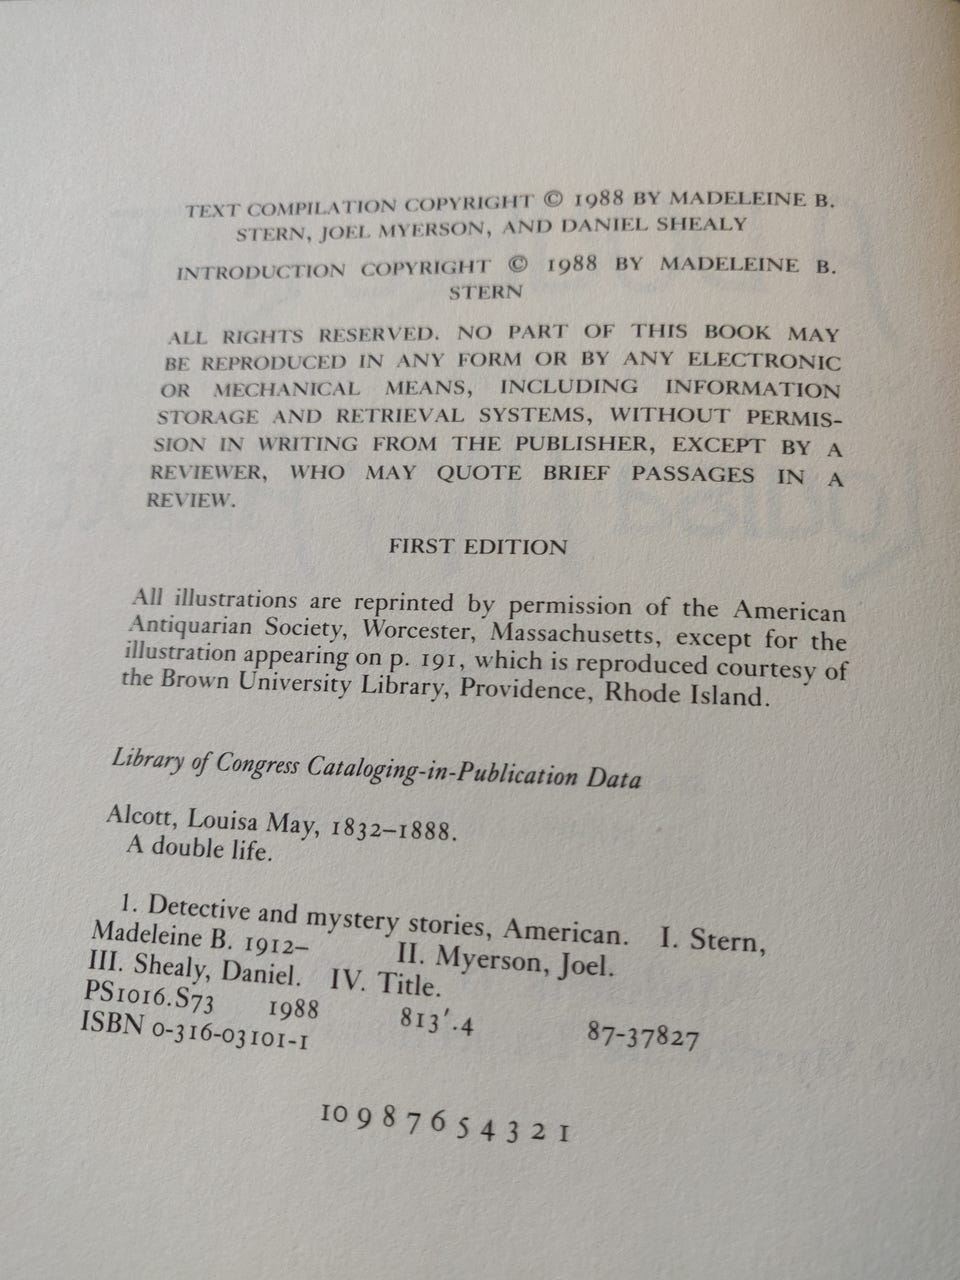 TEXT COMPILATION COPYRIGHT © 1988 BY MADELEINE B.
STERN, JOEL MYERSON, AND DANIEL SHEALY
INTRODUCTION COPYRIGHT © 1988 BY MADELEINE B.
STERN
ALL RIGHTS RESERVED. NO PART OF THIS BOOK MAY
BE REPRODUCED IN ANY FORM OR BY ANY ELECTRONIC
OR MECHANICAL MEANS, INCLUDING INFORMATION
STORAGE AND RETRIEVAL SYSTEMS, WITHOUT PERMIS-
SION IN WRITING FROM THE PUBLISHER, EXCEPT BY A
REVIEWER, WHO MAY QUOTE BRIEF PASSAGES IN A
REVIEW.
FIRST EDITION
All illustrations are reprinted by permission of the American
Antiquarian Society, Worcester, Massachusetts, except for the
illustration appearing on p. 191, which is reproduced courtesy of
the Brown University Library, Providence, Rhode Island.
Library of Congress Cataloging-in-Publication Data
Alcott, Louisa May, 1832–1888.
A double life.
1. Detective and mystery stories, American. I. Stern,
Madeleine B. 1912– II. Myerson, Joel.
III. Shealy, Daniel. IV. Title.
PS1016.S73 1988 813'.4 87-37827
ISBN 0-316-03101-1
10 9 8 7 6 5 4 3 2 1